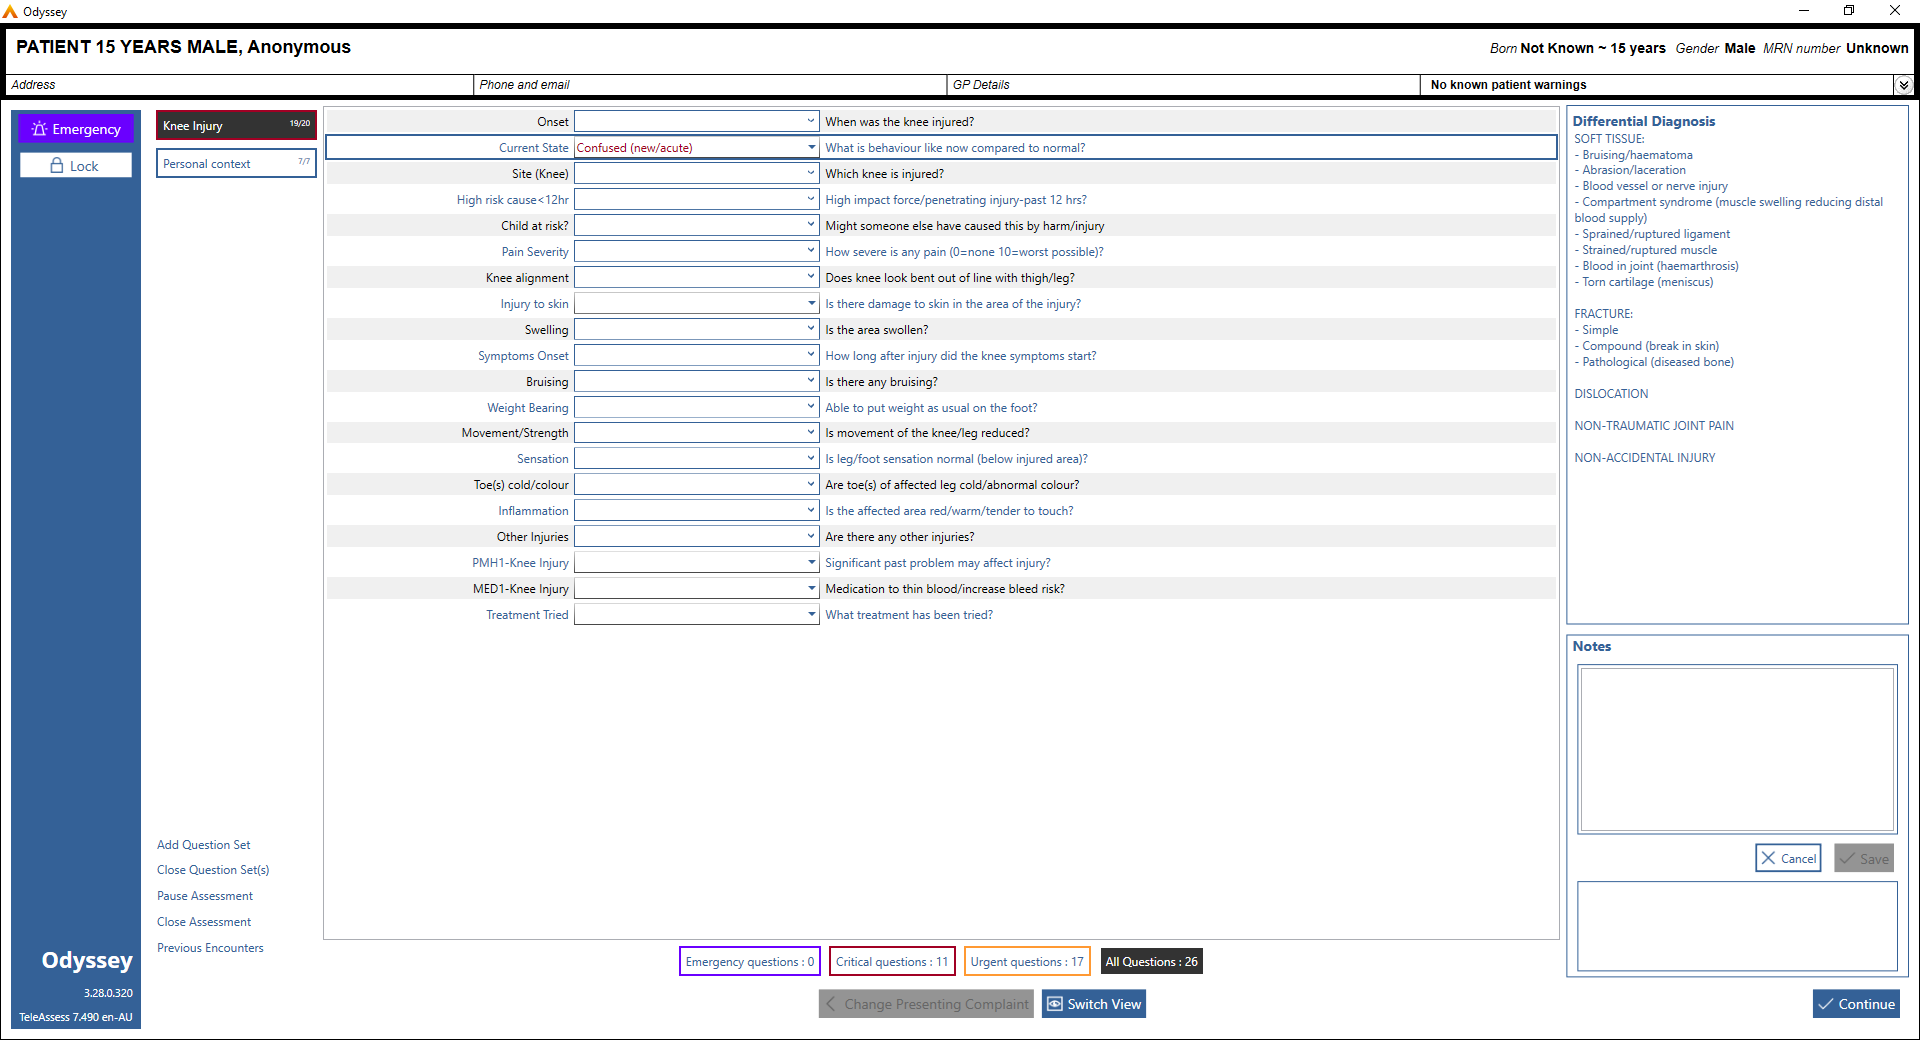 Odyssey
PATIENT 15 YEARS MALE, Anonymous
Born Not Known ~ 15 years Gender Male MRN number Unknown
Address
Phone and email
GP Details
No known patient warnings
Emergency
Lock
Knee Injury 19/20
Personal context 7/7
Onset When was the knee injured?
Current State Confused (new/acute) What is behaviour like now compared to normal?
Site (Knee) Which knee is injured?
High risk cause<12hr High impact force/penetrating injury-past 12 hrs?
Child at risk? Might someone else have caused this by harm/injury
Pain Severity How severe is any pain (0=none 10=worst possible)?
Knee alignment Does knee look bent out of line with thigh/leg?
Injury to skin Is there damage to skin in the area of the injury?
Swelling Is the area swollen?
Symptoms Onset How long after injury did the knee symptoms start?
Bruising Is there any bruising?
Weight Bearing Able to put weight as usual on the foot?
Movement/Strength Is movement of the knee/leg reduced?
Sensation Is leg/foot sensation normal (below injured area)?
Toe(s) cold/colour Are toe(s) of affected leg cold/abnormal colour?
Inflammation Is the affected area red/warm/tender to touch?
Other Injuries Are there any other injuries?
PMH1-Knee Injury Significant past problem may affect injury?
MED1-Knee Injury Medication to thin blood/increase bleed risk?
Treatment Tried What treatment has been tried?
Differential Diagnosis
SOFT TISSUE:
- Bruising/haematoma
- Abrasion/laceration
- Blood vessel or nerve injury
- Compartment syndrome (muscle swelling reducing distal
blood supply)
- Sprained/ruptured ligament
- Strained/ruptured muscle
- Blood in joint (haemarthrosis)
- Torn cartilage (meniscus)
FRACTURE:
- Simple
- Compound (break in skin)
- Pathological (diseased bone)
DISLOCATION
NON-TRAUMATIC JOINT PAIN
NON-ACCIDENTAL INJURY
Notes
Cancel
Save
Add Question Set
Close Question Set(s)
Pause Assessment
Close Assessment
Previous Encounters
Odyssey
3.28.0.320
TeleAssess 7.490 en-AU
Emergency questions : 0
Critical questions : 11
Urgent questions : 17
All Questions : 26
Change Presenting Complaint
Switch View
Continue